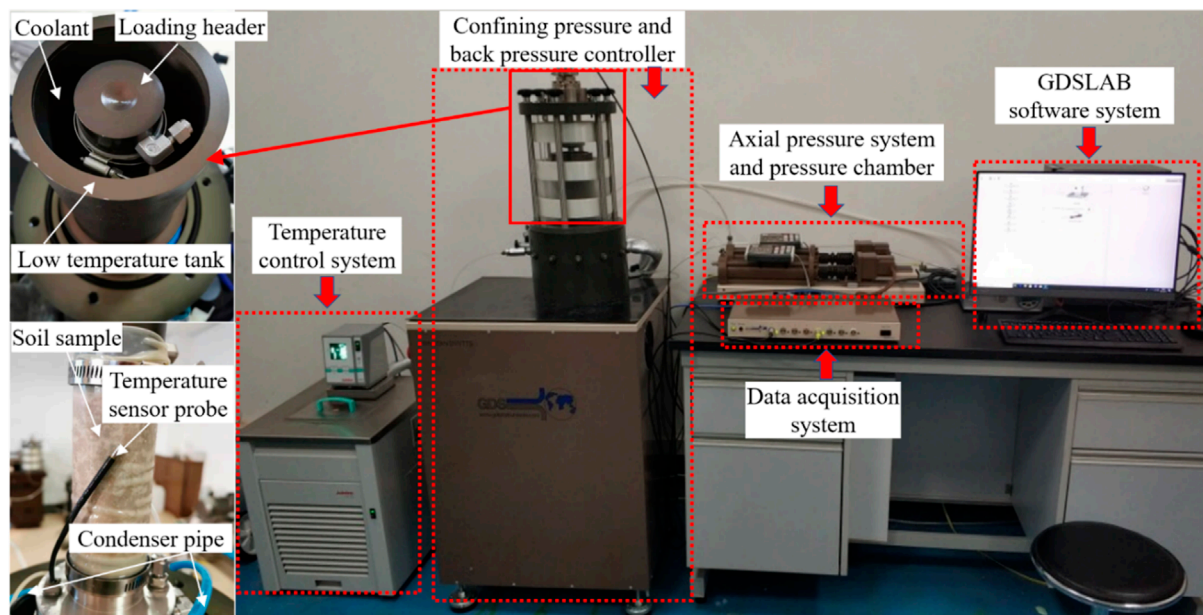 Coolant
Loading header
Low temperature tank
Soil sample
Temperature
sensor probe
Condenser pipe
Temperature
control system
Confining pressure and
back pressure controller
Axial pressure system
and pressure chamber
GDSLAB
software system
Data acquisition
system
GDS